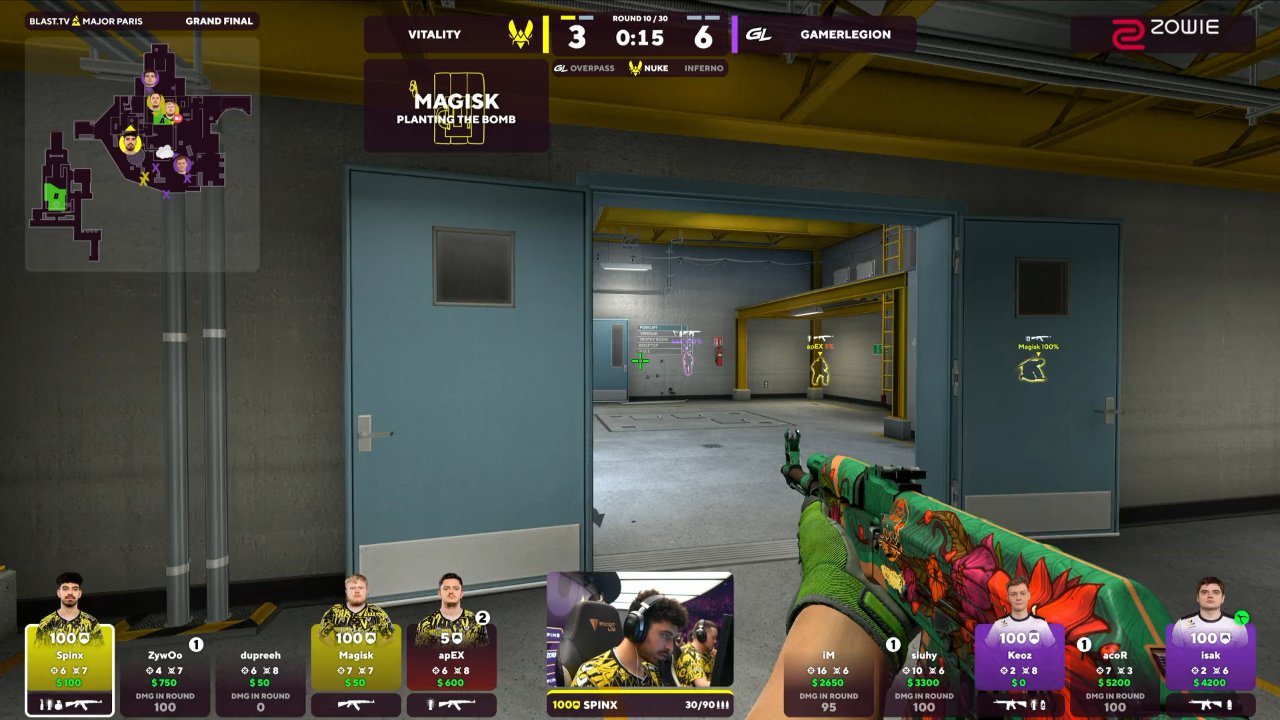 BLAST.TV MAJOR PARIS
GRAND FINAL
VITALITY
3
ROUND 10 / 30
0:15
6
GL
GAMERLEGION
ZOWIE
GL OVERPASS
NUKE
INFERNO
MAGISK
PLANTING THE BOMB
apEX 5%
Magisk 100%
100
Spinx
6 7
$100
1
ZywOo
4 7
$750
DMG IN ROUND
100
dupreeh
6 8
$50
DMG IN ROUND
0
100
Magisk
7 7
$50
2
5
apEX
6 8
$600
100 SPINX
30/90
iM
16 6
$2650
DMG IN ROUND
95
1
siuhy
10 6
$3300
DMG IN ROUND
100
100
Keoz
2 8
$0
1
acoR
7 3
$5200
DMG IN ROUND
100
100
isak
2 6
$4200